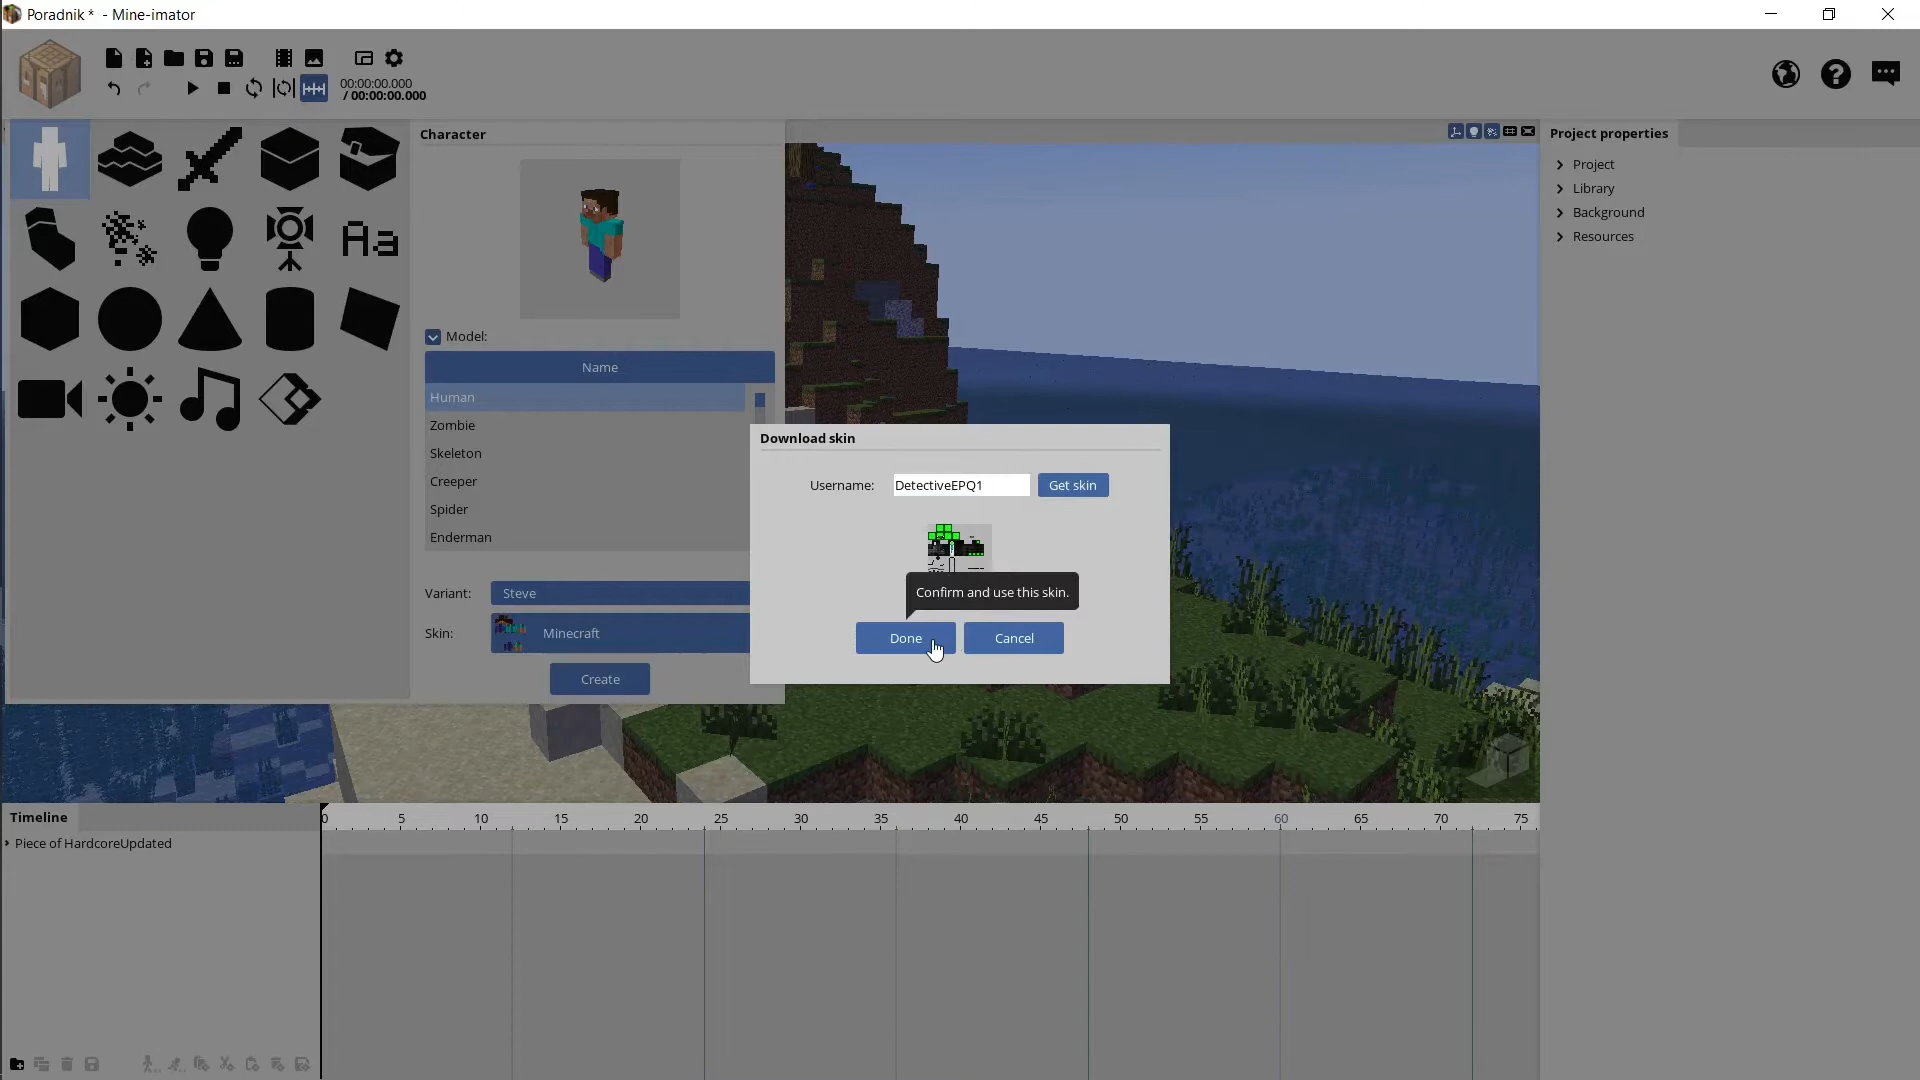 Poradnik * - Mine-imator
00:00:00.000
/ 00:00:00.000
Character
Project properties
Project
Library
Background
Resources
Aa
Model:
Name
Human
Zombie
Skeleton
Creeper
Spider
Enderman
Variant: Steve
Skin: Minecraft
Create
Download skin
Username: DetectiveEPQ1 Get skin
Confirm and use this skin.
Done Cancel
Timeline
0 5 10 15 20 25 30 35 40 45 50 55 60 65 70 75
Piece of HardcoreUpdated